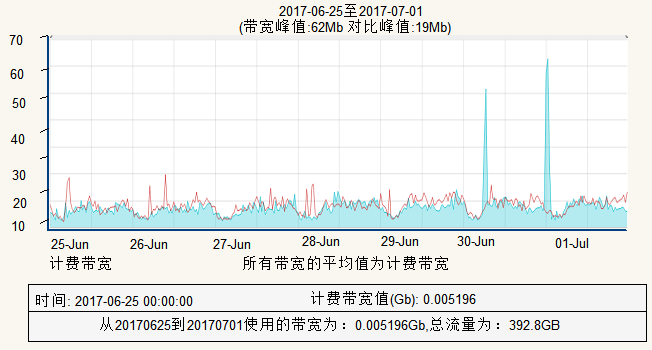 2017-06-25至2017-07-01
(带宽峰值:62Mb 对比峰值:19Mb)
70
60
50
40
30
20
10
25-Jun 26-Jun 27-Jun 28-Jun 29-Jun 30-Jun 01-Jul
计费带宽 所有带宽的平均值为计费带宽
时间: 2017-06-25 00:00:00 计费带宽值(Gb): 0.005196
从20170625到20170701使用的带宽为：0.005196Gb,总流量为：392.8GB